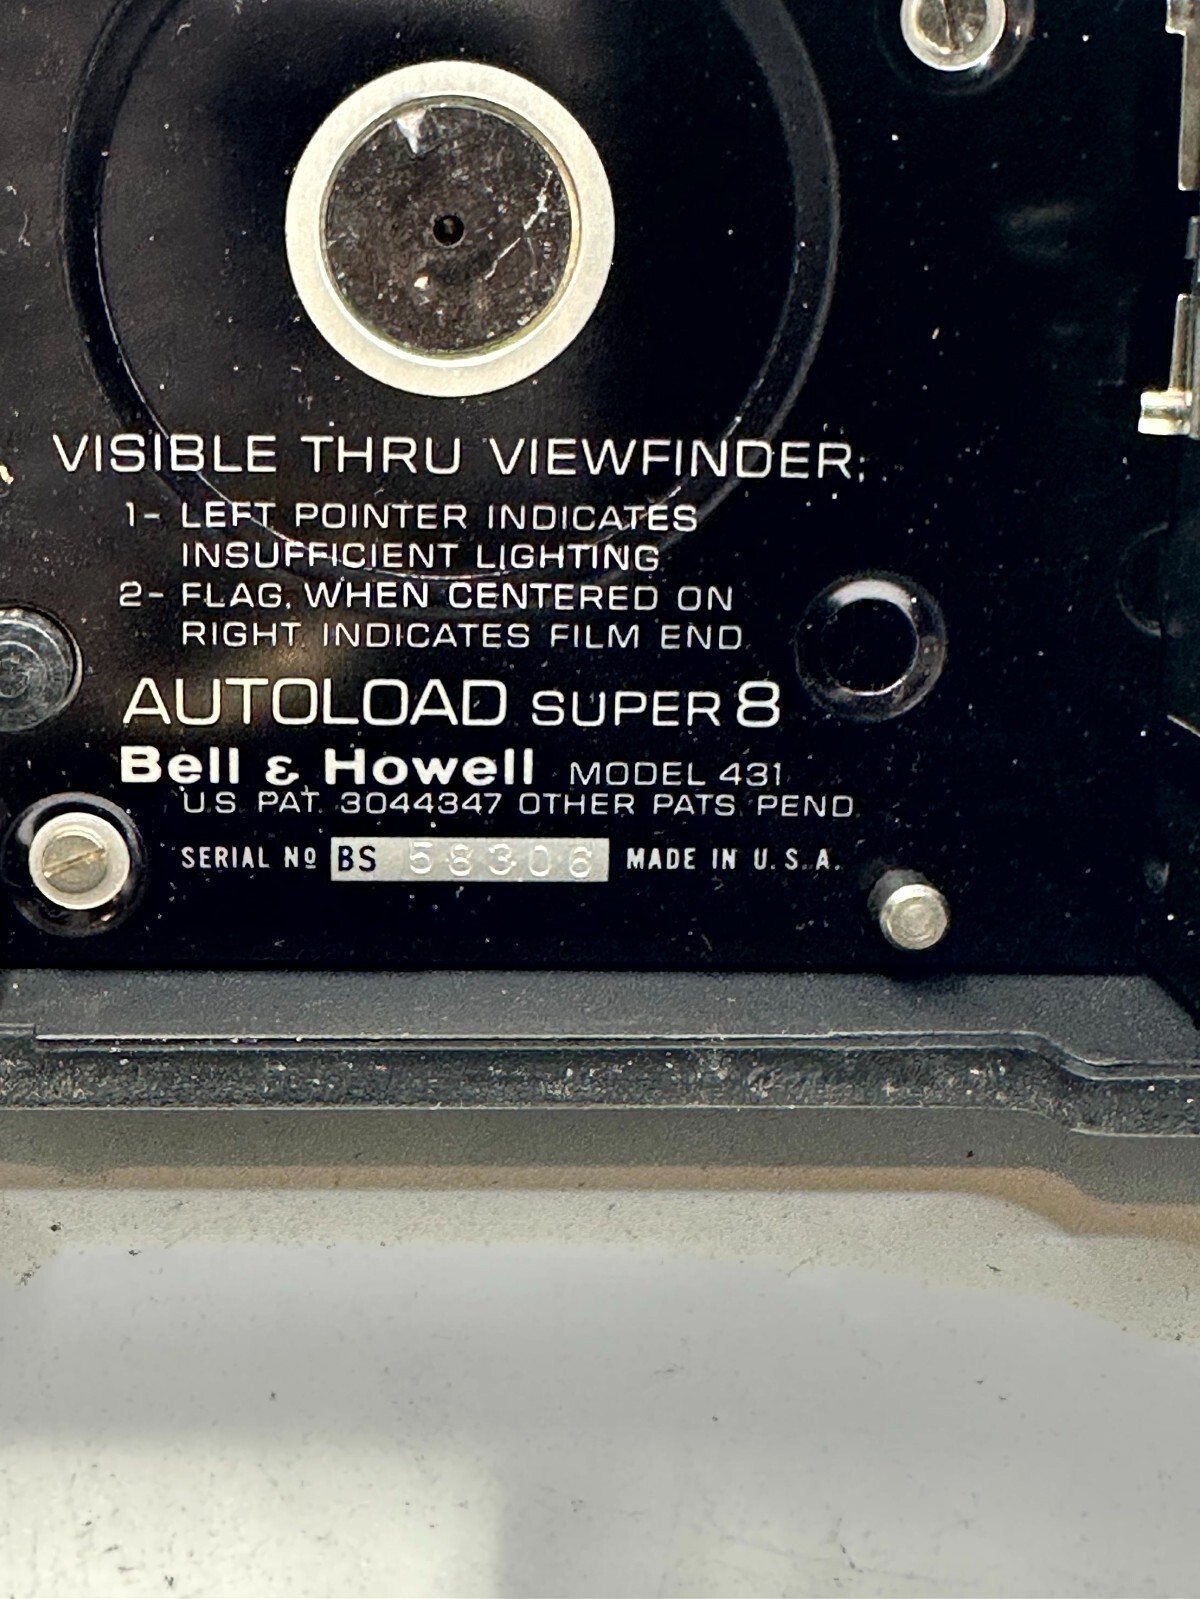 VISIBLE THRU VIEWFINDER:
1- LEFT POINTER INDICATES
INSUFFICIENT LIGHTING
2- FLAG, WHEN CENTERED ON
RIGHT, INDICATES FILM END
AUTOLOAD SUPER 8
Bell & Howell MODEL 431
U.S. PAT. 3044347 OTHER PATS. PEND.
SERIAL Nº BS 58306 MADE IN U.S.A.